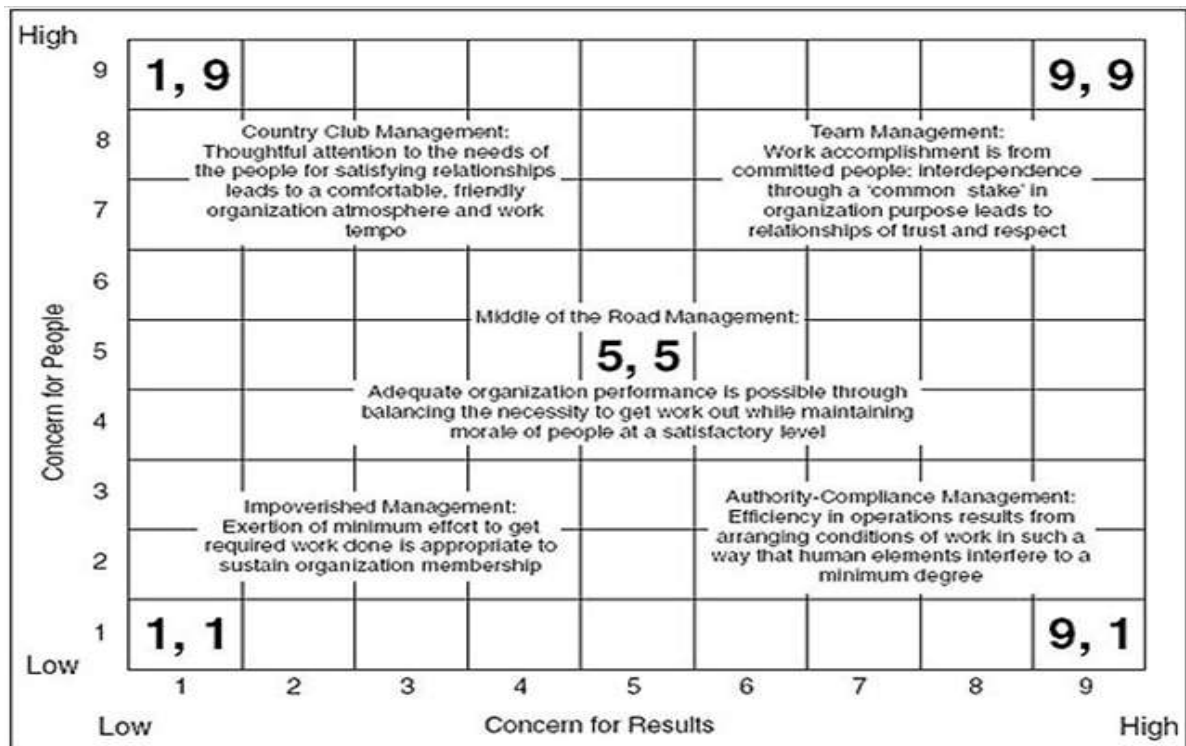 High
9
1, 9
9, 9
8
Country Club Management:
Thoughtful attention to the needs of
the people for satisfying relationships
leads to a comfortable, friendly
organization atmosphere and work
tempo
Team Management:
Work accomplishment is from
committed people: interdependence
through a ‘common stake’ in
organization purpose leads to
relationships of trust and respect
7
6
Concern for People
Middle of the Road Management:
5
5, 5
Adequate organization performance is possible through
balancing the necessity to get work out while maintaining
morale of people at a satisfactory level
4
3
Impoverished Management:
Exertion of minimum effort to get
required work done is appropriate to
sustain organization membership
Authority-Compliance Management:
Efficiency in operations results from
arranging conditions of work in such a
way that human elements interfere to a
minimum degree
2
1
1, 1
9, 1
Low
1 2 3 4 5 6 7 8 9
Low
Concern for Results
High